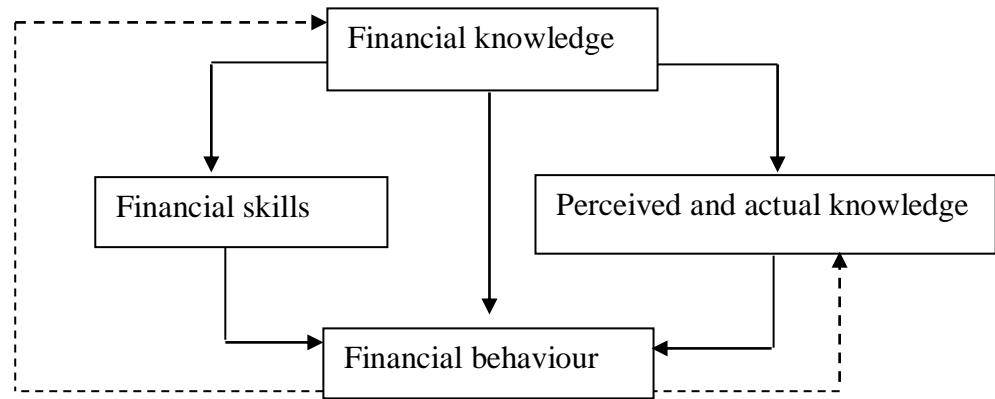 Financial knowledge
Financial skills
Perceived and actual knowledge
Financial behaviour